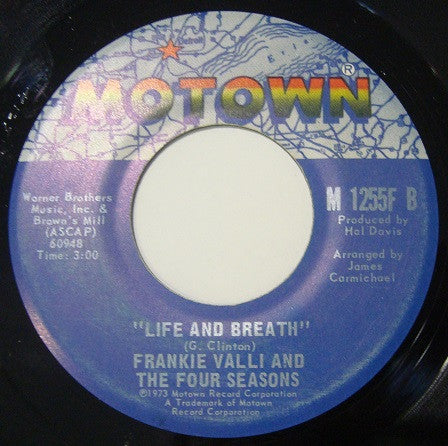 MOTOWN®
Warner Brothers
Music, Inc. &
Brown's Mill
(ASCAP)
60948
Time: 3:00
M 1255F B
Produced by
Hal Davis
Arranged by
James
Carmichael
"LIFE AND BREATH"
(G. Clinton)
FRANKIE VALLI AND
THE FOUR SEASONS
©1973 Motown Record Corporation
A Trademark of Motown
Record Corporation